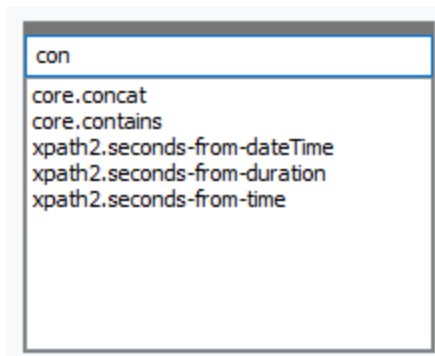 con
core.concat
core.contains
xpath2.seconds-from-dateTime
xpath2.seconds-from-duration
xpath2.seconds-from-time